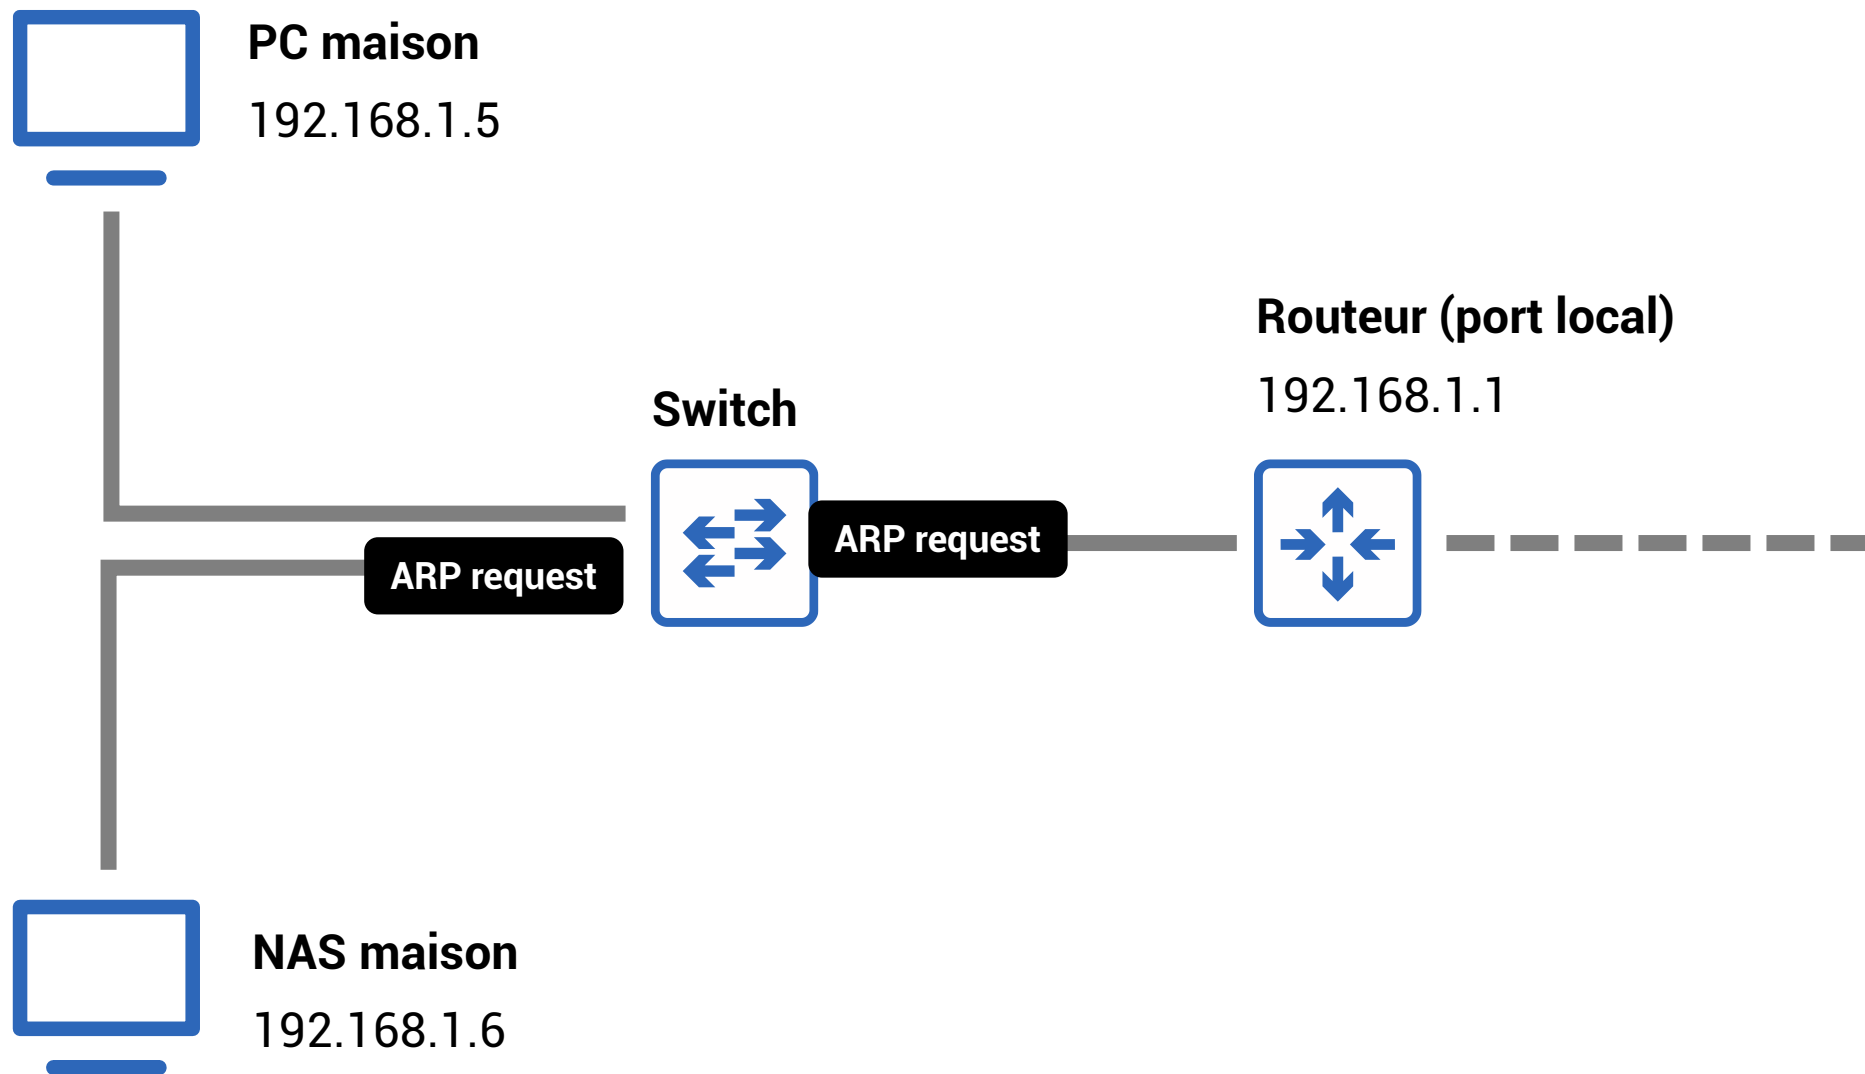 PC maison
192.168.1.5
Routeur (port local)
192.168.1.1
Switch
ARP request
ARP request
NAS maison
192.168.1.6